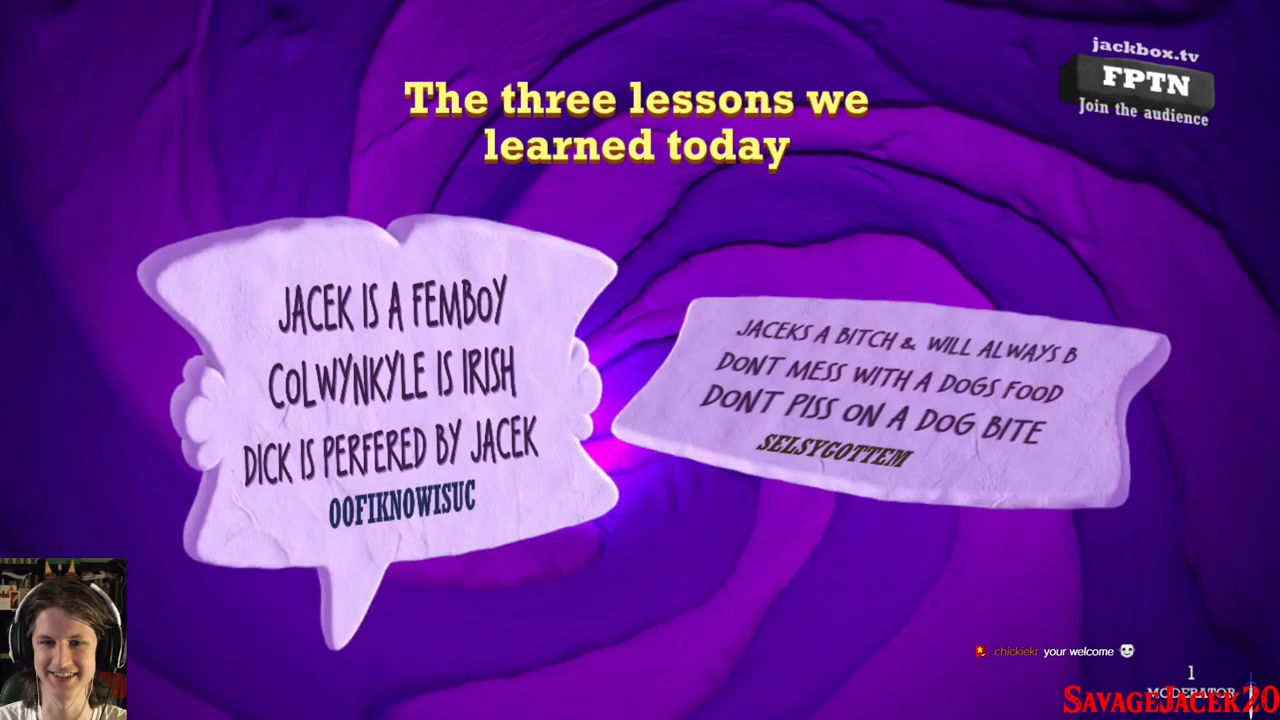 jackbox.tv
FPTN
Join the audience
The three lessons we
learned today
JACEK IS A FEMBOY
COLWYNKYLE IS IRISH
DICK IS PERFERED BY JACEK
OOFIKNOWISUC
JACEKS A BITCH & WILL ALWAYS B
DONT MESS WITH A DOGS FOOD
DONT PISS ON A DOG BITE
SELSYGOTTEM
chickiekr your welcome
1
MODERATOR
SAVAGEJACEK20